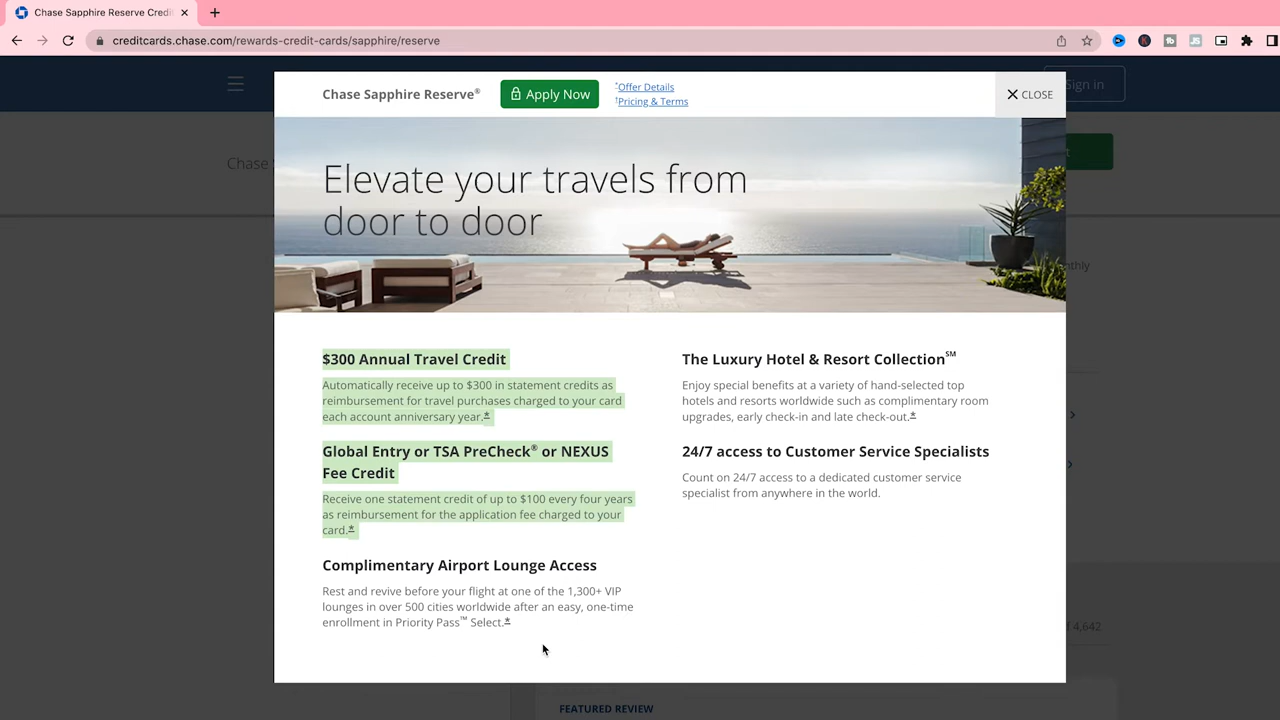 Chase Sapphire Reserve Credi
creditcards.chase.com/rewards-credit-cards/sapphire/reserve
Sign in
Chase
Chase Sapphire Reserve®
Apply Now
*Offer Details
†Pricing & Terms
CLOSE
Elevate your travels from
door to door
$300 Annual Travel Credit
Automatically receive up to $300 in statement credits as
reimbursement for travel purchases charged to your card
each account anniversary year.*
Global Entry or TSA PreCheck® or NEXUS
Fee Credit
Receive one statement credit of up to $100 every four years
as reimbursement for the application fee charged to your
card.*
Complimentary Airport Lounge Access
Rest and revive before your flight at one of the 1,300+ VIP
lounges in over 500 cities worldwide after an easy, one-time
enrollment in Priority Pass™ Select.*
The Luxury Hotel & Resort Collection℠
Enjoy special benefits at a variety of hand-selected top
hotels and resorts worldwide such as complimentary room
upgrades, early check-in and late check-out.*
24/7 access to Customer Service Specialists
Count on 24/7 access to a dedicated customer service
specialist from anywhere in the world.
nthly
of 4,642
FEATURED REVIEW